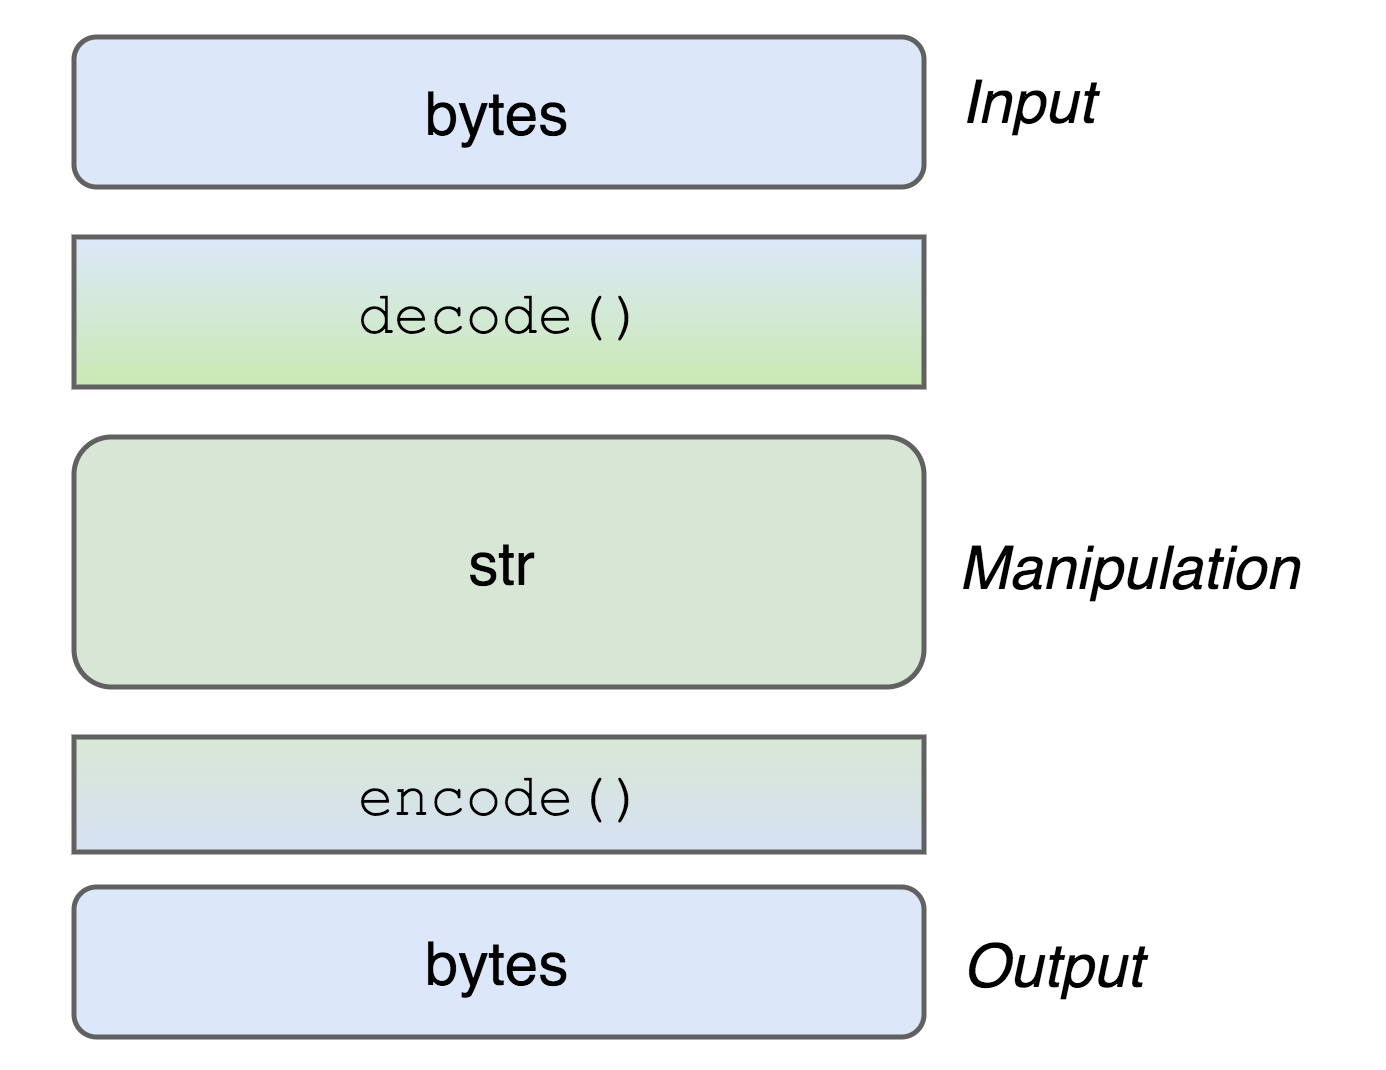 bytes
Input
decode()
str
Manipulation
encode()
bytes
Output